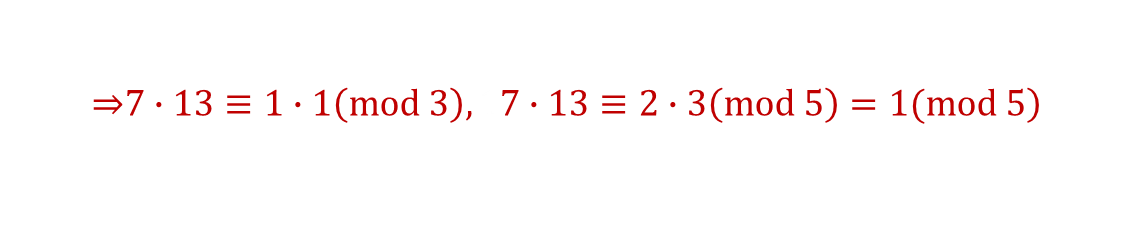 ⇒7 · 13 ≡ 1 · 1(mod 3),   7 · 13 ≡ 2 · 3(mod 5) = 1(mod 5)